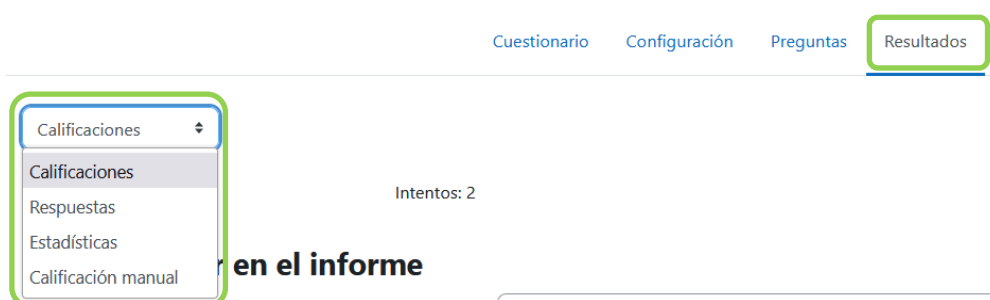 Cuestionario Configuración Preguntas Resultados
Calificaciones
Calificaciones
Respuestas
Intentos: 2
Estadísticas
Calificación manual
r en el informe